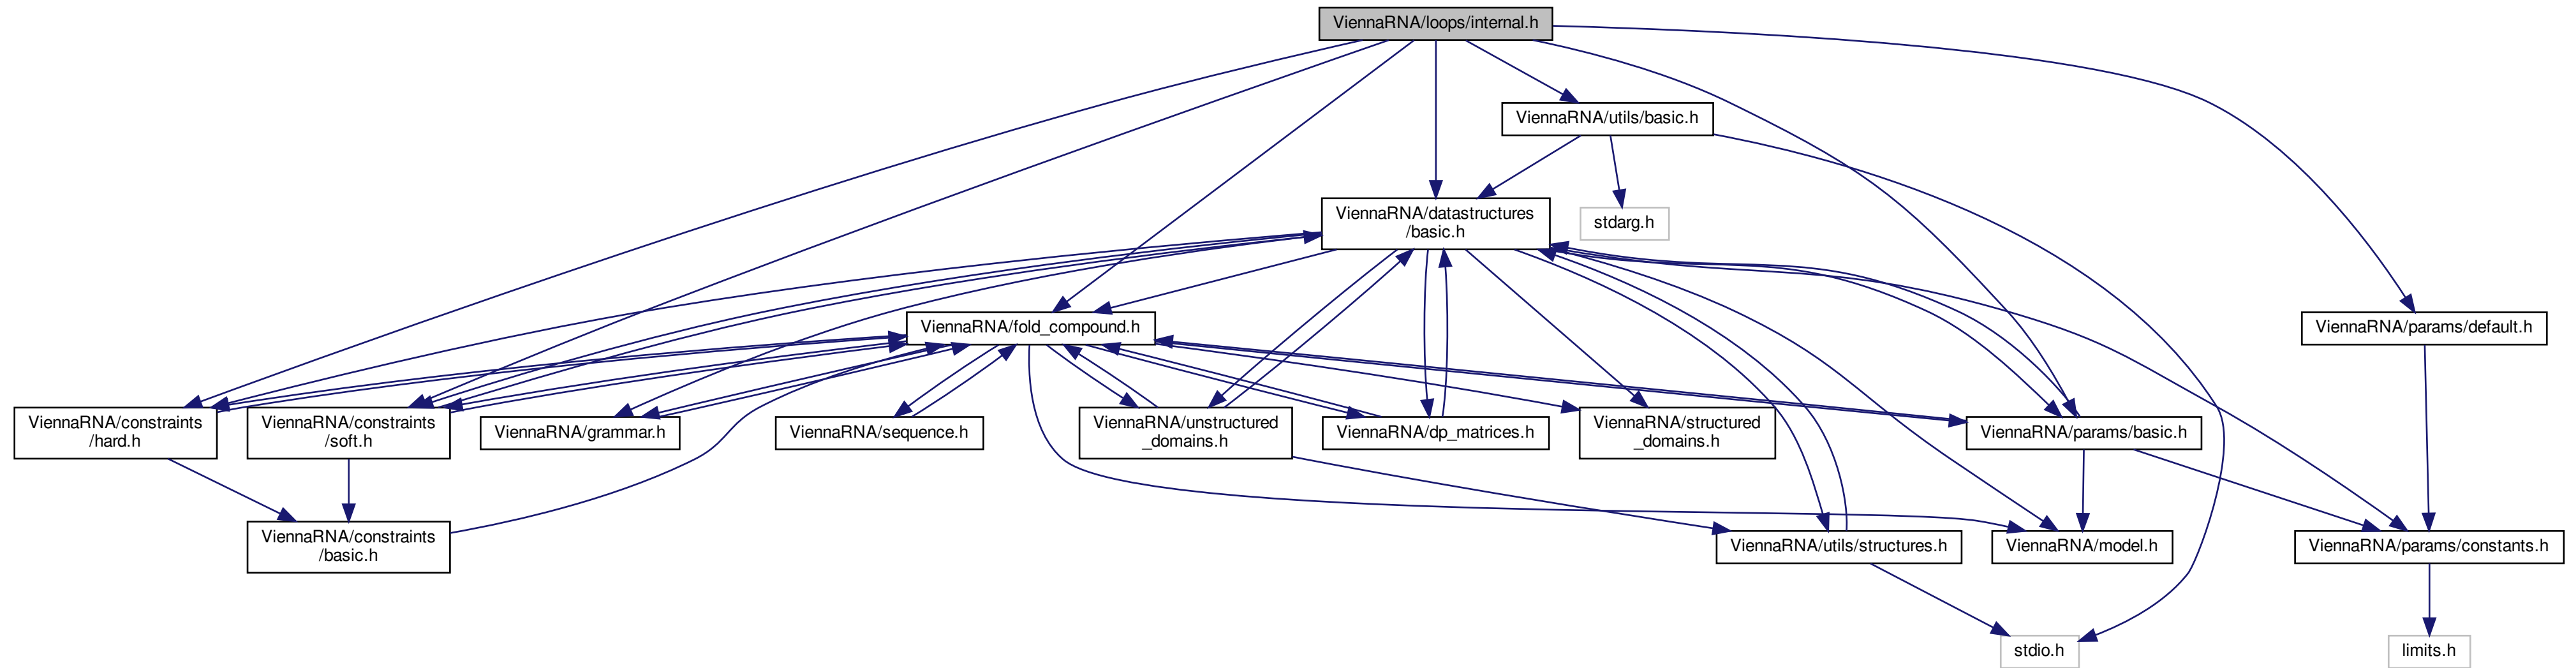 ViennaRNA/loops/internal.h
ViennaRNA/utils/basic.h
ViennaRNA/datastructures
/basic.h
stdarg.h
ViennaRNA/fold_compound.h
ViennaRNA/params/default.h
ViennaRNA/constraints
/hard.h
ViennaRNA/constraints
/soft.h
ViennaRNA/grammar.h
ViennaRNA/sequence.h
ViennaRNA/unstructured
_domains.h
ViennaRNA/dp_matrices.h
ViennaRNA/structured
_domains.h
ViennaRNA/params/basic.h
ViennaRNA/constraints
/basic.h
ViennaRNA/utils/structures.h
ViennaRNA/model.h
ViennaRNA/params/constants.h
stdio.h
limits.h